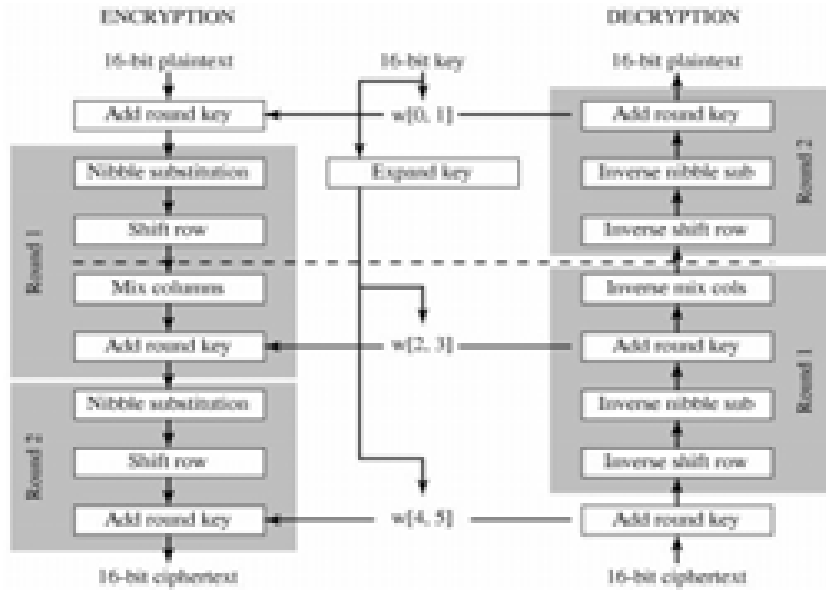 ENCRYPTION
16-bit plaintext
Add round key
Round 1
Nibble substitution
Shift row
Mix columns
Add round key
Round 2
Nibble substitution
Shift row
Add round key
16-bit ciphertext
16-bit key
w[0, 1]
Expand key
w[2, 3]
w[4, 5]
DECRYPTION
16-bit plaintext
Add round key
Inverse nibble sub
Inverse shift row
Round 2
Inverse mix cols
Add round key
Inverse nibble sub
Inverse shift row
Round 1
Add round key
16-bit ciphertext